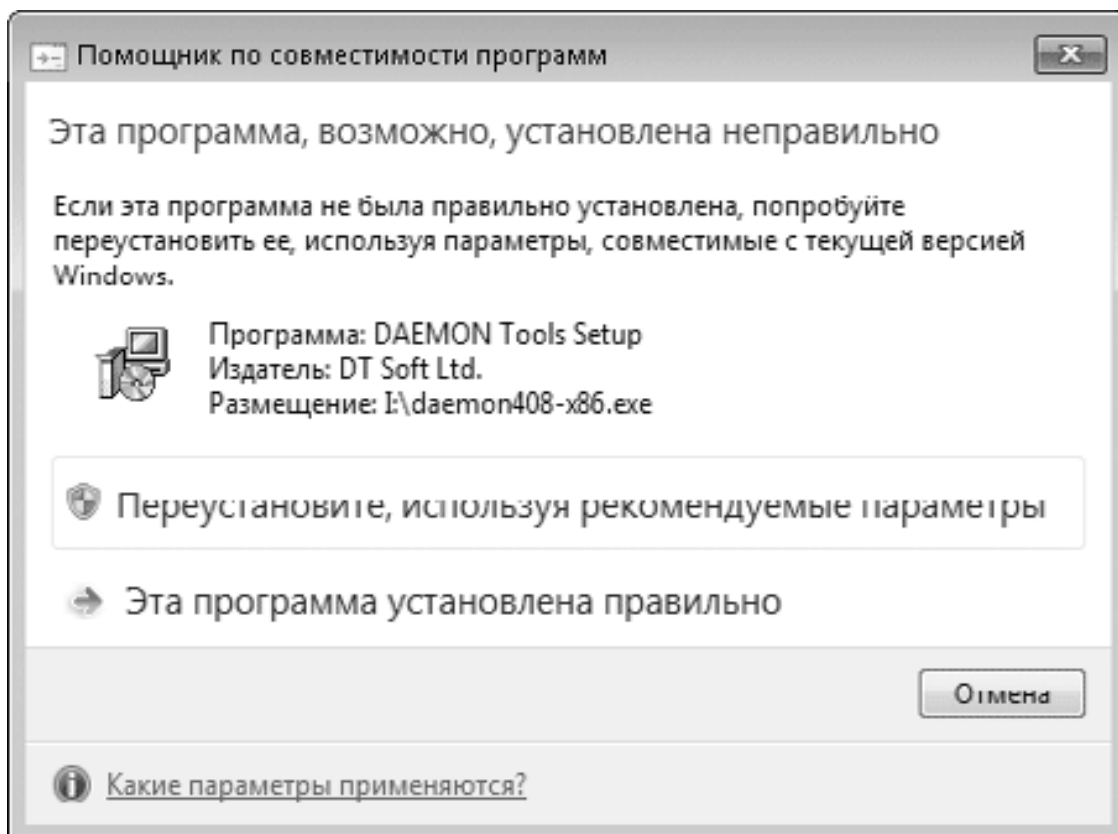 Помощник по совместимости программ
Эта программа, возможно, установлена неправильно
Если эта программа не была правильно установлена, попробуйте
переустановить ее, используя параметры, совместимые с текущей версией
Windows.
Программа: DAEMON Tools Setup
Издатель: DT Soft Ltd.
Размещение: I:\daemon408-x86.exe
Переустановите, используя рекомендуемые параметры
Эта программа установлена правильно
Отмена
Какие параметры применяются?